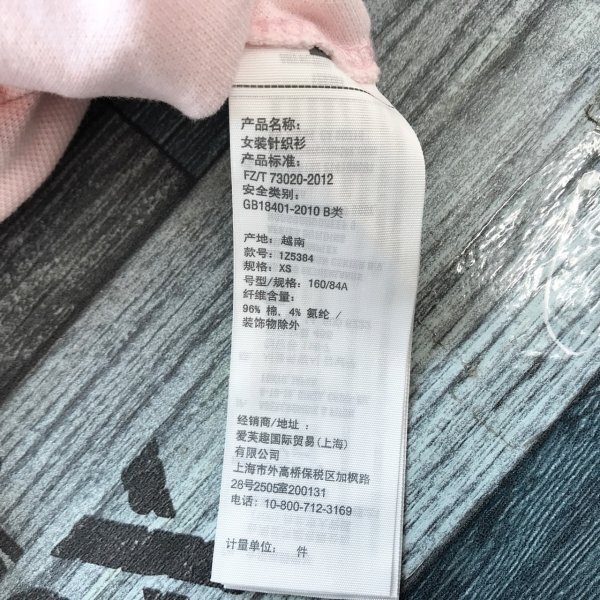 产品名称:
女装针织衫
产品标准:
FZ/T 73020-2012
安全类别:
GB18401-2010 B类
产地: 越南
款号: 1Z5384
规格: XS
号型/规格: 160/84A
纤维含量:
96% 棉, 4% 氨纶 /
装饰物除外
经销商/地址 :
爱芙趣国际贸易(上海)
有限公司
上海市外高桥保税区加枫路
28号2505室200131
电话: 10-800-712-3169
计量单位: 件